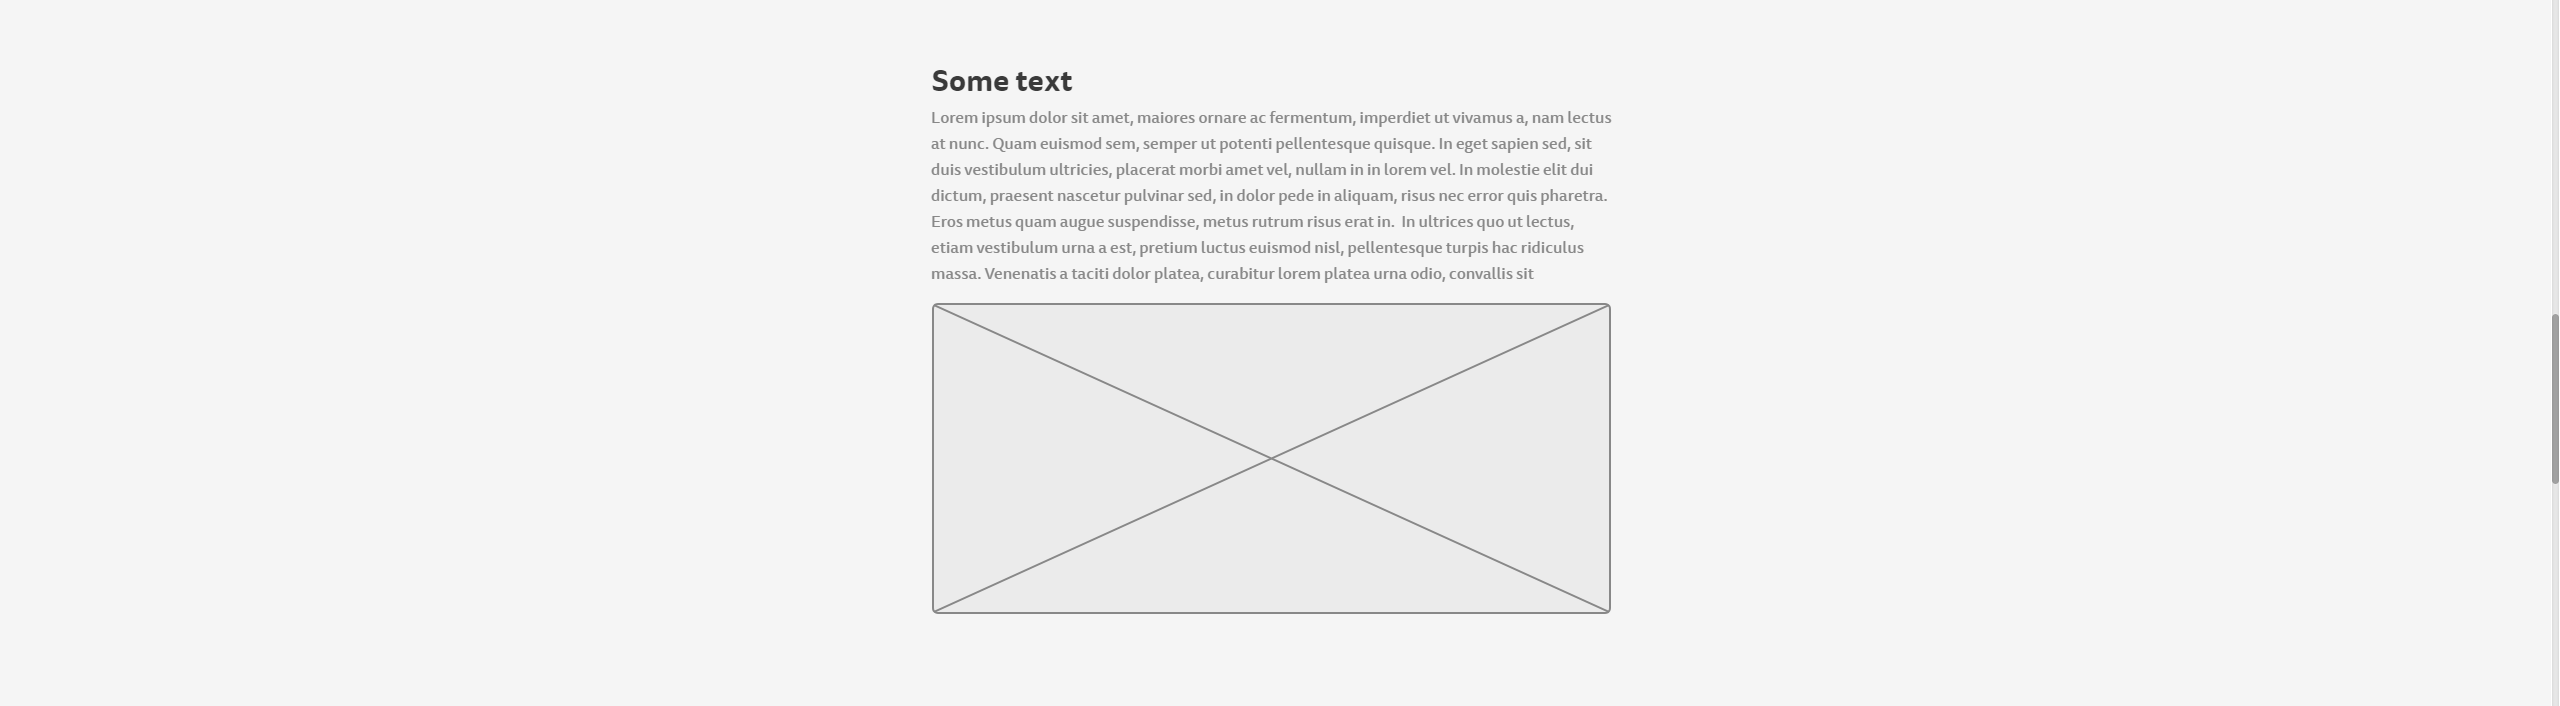 Some text
Lorem ipsum dolor sit amet, maiores ornare ac fermentum, imperdiet ut vivamus a, nam lectus
at nunc. Quam euismod sem, semper ut potenti pellentesque quisque. In eget sapien sed, sit
duis vestibulum ultricies, placerat morbi amet vel, nullam in in lorem vel. In molestie elit dui
dictum, praesent nascetur pulvinar sed, in dolor pede in aliquam, risus nec error quis pharetra.
Eros metus quam augue suspendisse, metus rutrum risus erat in.  In ultrices quo ut lectus,
etiam vestibulum urna a est, pretium luctus euismod nisl, pellentesque turpis hac ridiculus
massa. Venenatis a taciti dolor platea, curabitur lorem platea urna odio, convallis sit